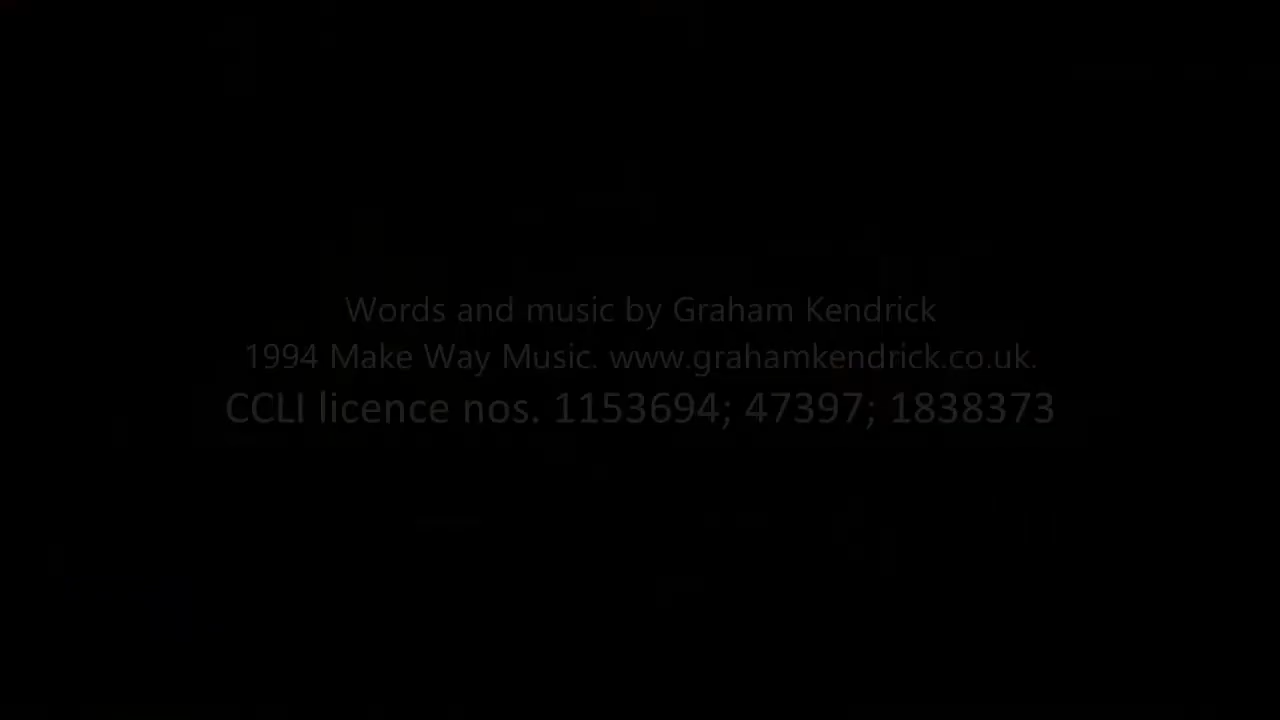 Words and music by Graham Kendrick
1994 Make Way Music. www.grahamkendrick.co.uk.
CCLI licence nos. 1153694; 47397; 1838373